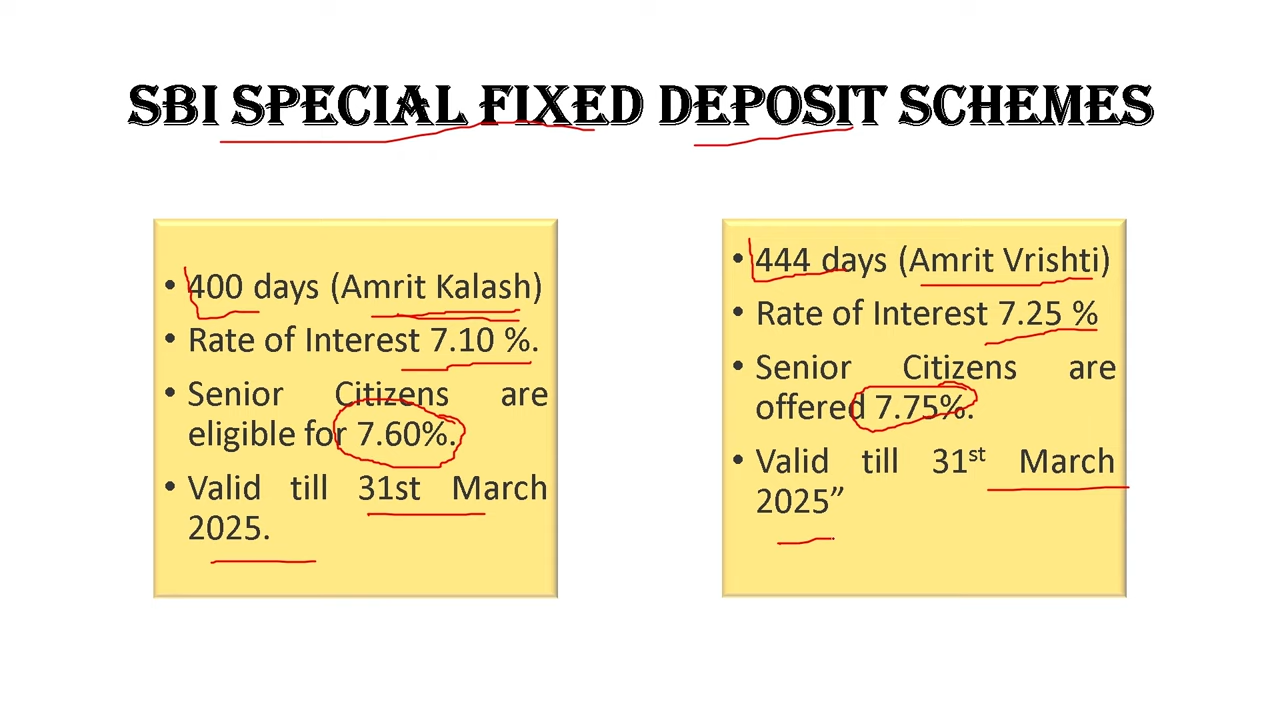 SBI SPECIAL FIXED DEPOSIT SCHEMES
• 400 days (Amrit Kalash)
• Rate of Interest 7.10 %.
• Senior Citizens are
eligible for 7.60%.
• Valid till 31st March
2025.
• 444 days (Amrit Vrishti)
• Rate of Interest 7.25 %
• Senior Citizens are
offered 7.75%.
• Valid till 31st March
2025”